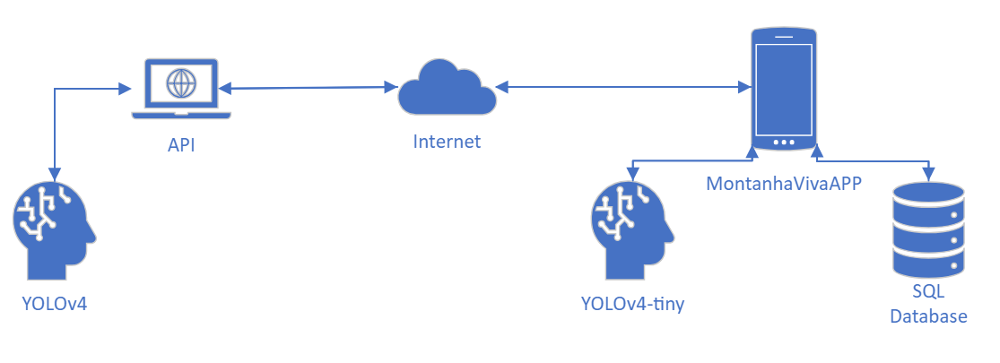 API
Internet
MontanhaVivaAPP
YOLOv4
YOLOv4-tiny
SQL
Database